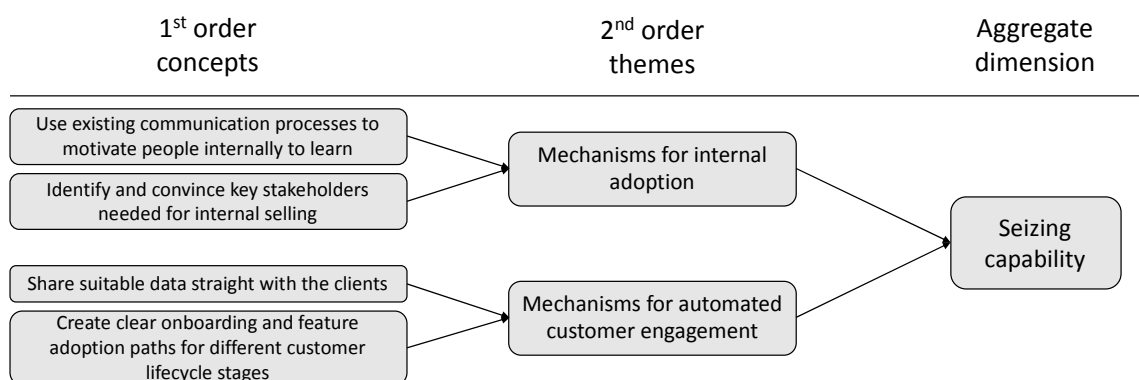 1st order
concepts
2nd order
themes
Aggregate
dimension
Use existing communication processes to
motivate people internally to learn
Identify and convince key stakeholders
needed for internal selling
Mechanisms for internal
adoption
Share suitable data straight with the clients
Create clear onboarding and feature
adoption paths for different customer
lifecycle stages
Mechanisms for automated
customer engagement
Seizing
capability